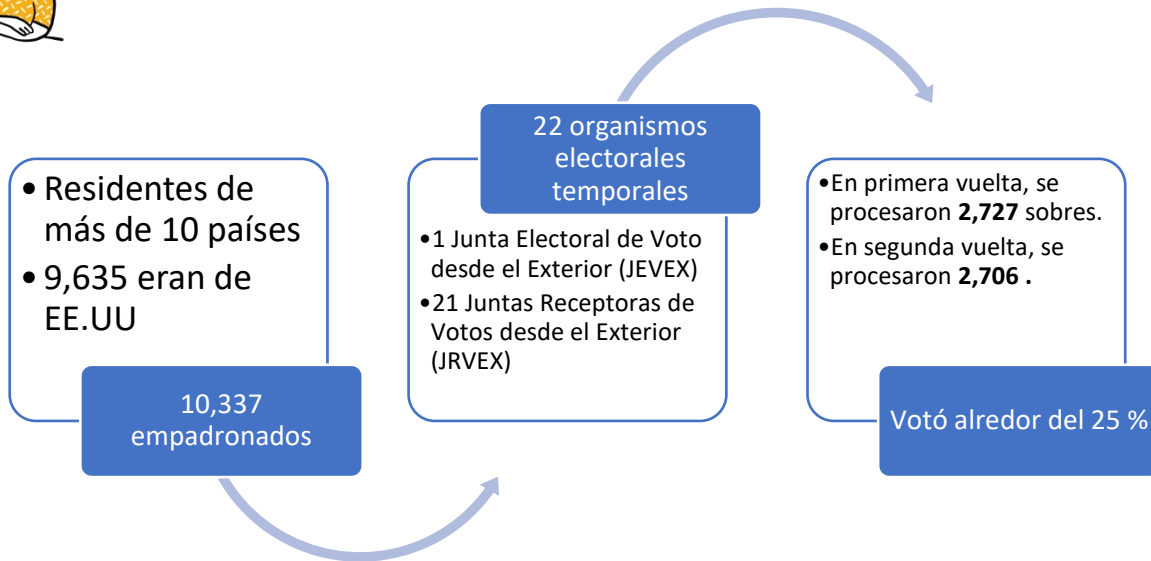 • Residentes de
más de 10 países
• 9,635 eran de
EE.UU
10,337
empadronados
22 organismos
electorales
temporales
•1 Junta Electoral de Voto
desde el Exterior (JEVEX)
•21 Juntas Receptoras de
Votos desde el Exterior
(JRVEX)
•En primera vuelta, se
procesaron 2,727 sobres.
•En segunda vuelta, se
procesaron 2,706 .
Votó alredor del 25 %